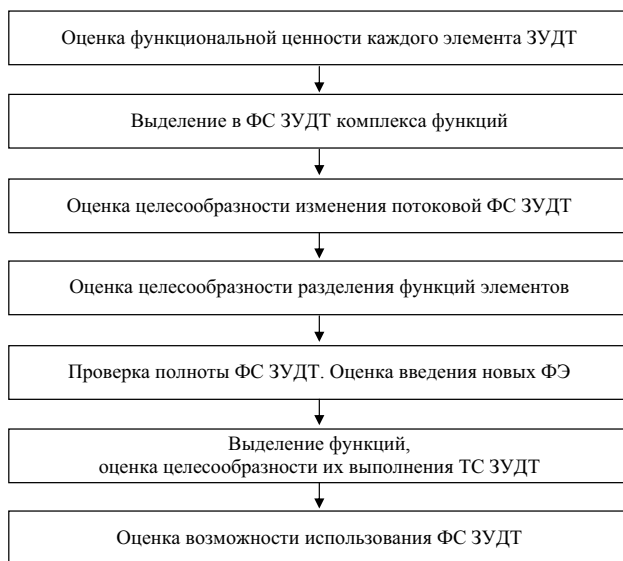 Оценка функциональной ценности каждого элемента ЗУДТ
Выделение в ФС ЗУДТ комплекса функций
Оценка целесообразности изменения потоковой ФС ЗУДТ
Оценка целесообразности разделения функций элементов
Проверка полноты ФС ЗУДТ. Оценка введения новых ФЭ
Выделение функций,
оценка целесообразности их выполнения ТС ЗУДТ
Оценка возможности использования ФС ЗУДТ